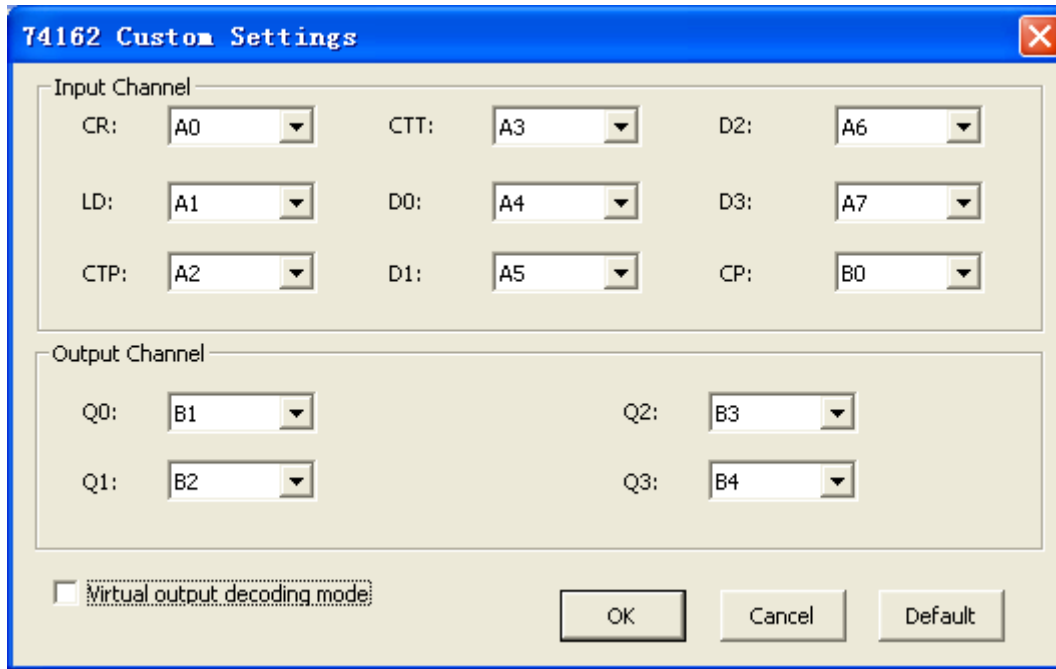 74162 Custom Settings
Input Channel
CR: A0 CTT: A3 D2: A6
LD: A1 D0: A4 D3: A7
CTP: A2 D1: A5 CP: B0
Output Channel
Q0: B1 Q2: B3
Q1: B2 Q3: B4
Virtual output decoding mode
OK Cancel Default